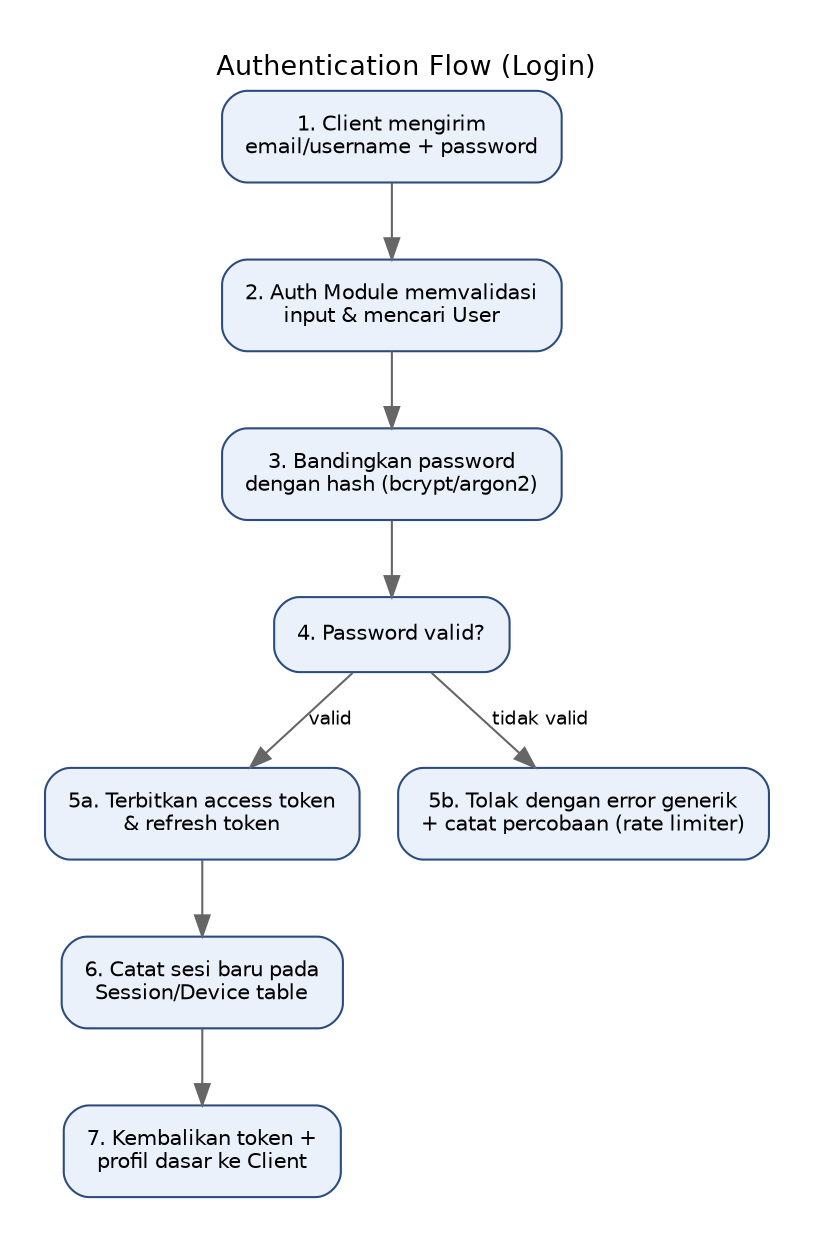 Authentication Flow (Login)
1. Client mengirim
email/username + password
2. Auth Module memvalidasi
input & mencari User
3. Bandingkan password
dengan hash (bcrypt/argon2)
4. Password valid?
valid
tidak valid
5a. Terbitkan access token
& refresh token
5b. Tolak dengan error generik
+ catat percobaan (rate limiter)
6. Catat sesi baru pada
Session/Device table
7. Kembalikan token +
profil dasar ke Client